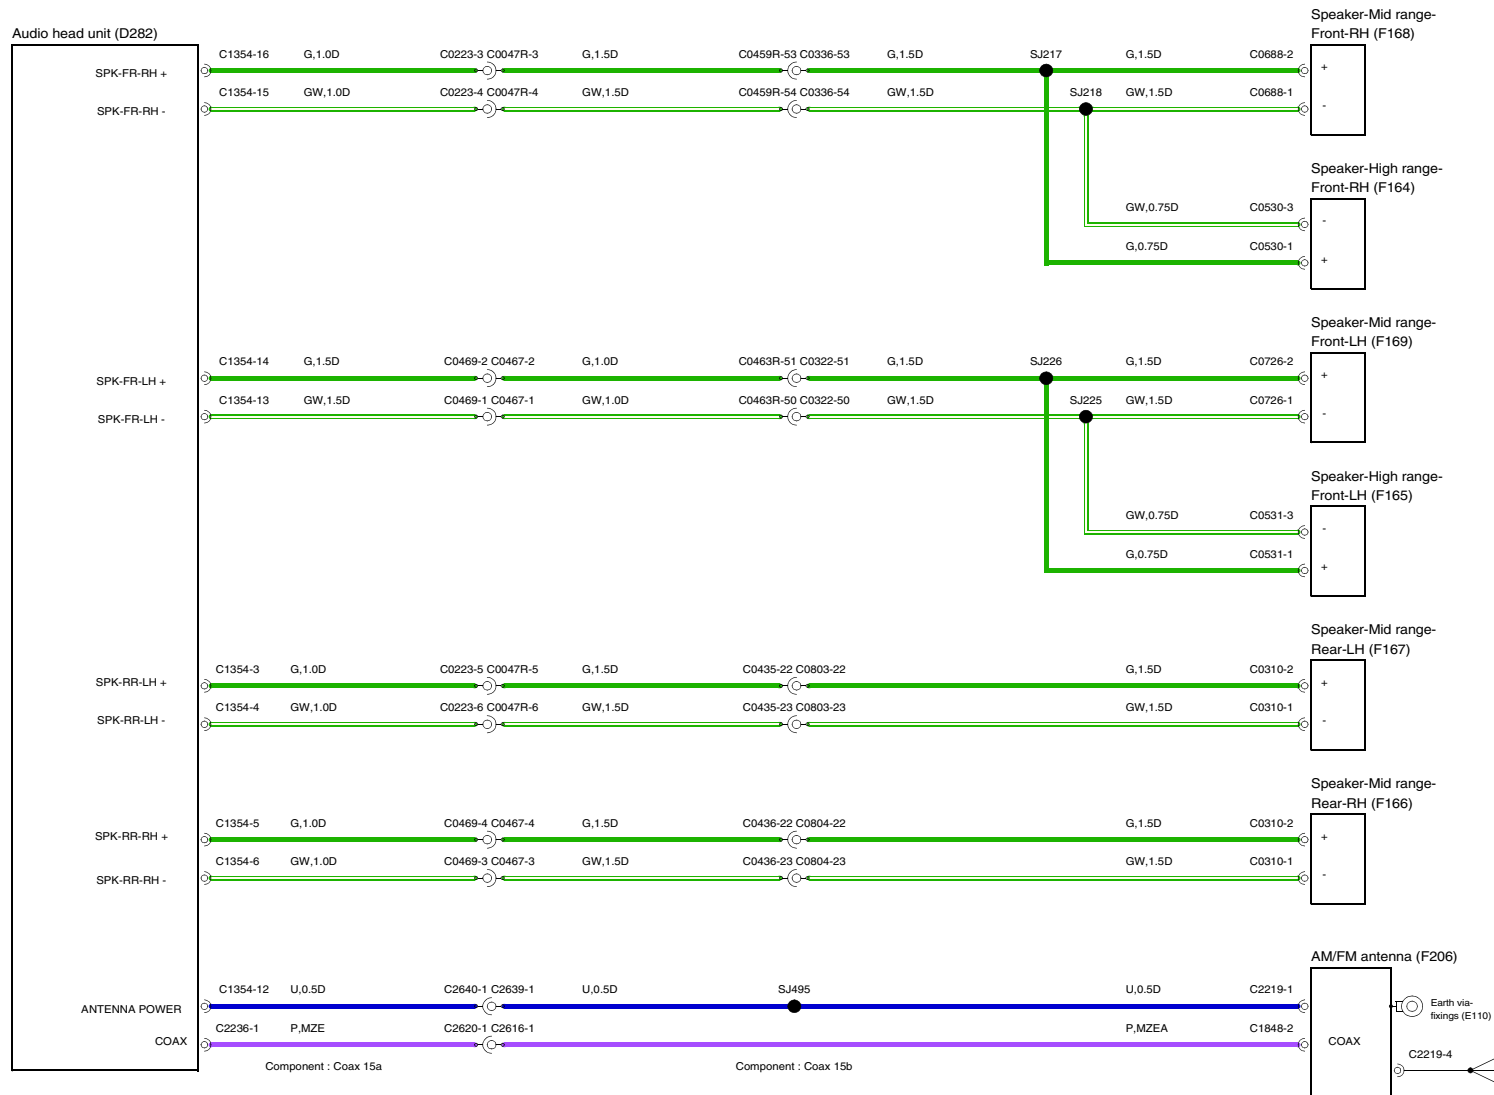 Audio head unit (D282)
Speaker-Mid range-
Front-RH (F168)
SPK-FR-RH +
C1354-16 G,1.0D C0223-3 C0047R-3 G,1.5D C0459R-53 C0336-53 G,1.5D SJ217 G,1.5D C0688-2 +
SPK-FR-RH -
C1354-15 GW,1.0D C0223-4 C0047R-4 GW,1.5D C0459R-54 C0336-54 GW,1.5D SJ218 GW,1.5D C0688-1 -
Speaker-High range-
Front-RH (F164)
GW,0.75D C0530-3 -
G,0.75D C0530-1 +
Speaker-Mid range-
Front-LH (F169)
SPK-FR-LH +
C1354-14 G,1.5D C0469-2 C0467-2 G,1.0D C0463R-51 C0322-51 G,1.5D SJ226 G,1.5D C0726-2 +
SPK-FR-LH -
C1354-13 GW,1.5D C0469-1 C0467-1 GW,1.0D C0463R-50 C0322-50 GW,1.5D SJ225 GW,1.5D C0726-1 -
Speaker-High range-
Front-LH (F165)
GW,0.75D C0531-3 -
G,0.75D C0531-1 +
Speaker-Mid range-
Rear-LH (F167)
SPK-RR-LH +
C1354-3 G,1.0D C0223-5 C0047R-5 G,1.5D C0435-22 C0803-22 G,1.5D C0310-2 +
SPK-RR-LH -
C1354-4 GW,1.0D C0223-6 C0047R-6 GW,1.5D C0435-23 C0803-23 GW,1.5D C0310-1 -
Speaker-Mid range-
Rear-RH (F166)
SPK-RR-RH +
C1354-5 G,1.0D C0469-4 C0467-4 G,1.5D C0436-22 C0804-22 G,1.5D C0310-2 +
SPK-RR-RH -
C1354-6 GW,1.0D C0469-3 C0467-3 GW,1.5D C0436-23 C0804-23 GW,1.5D C0310-1 -
AM/FM antenna (F206)
ANTENNA POWER
C1354-12 U,0.5D C2640-1 C2639-1 U,0.5D SJ495 U,0.5D C2219-1
Earth via-
fixings (E110)
COAX
C2236-1 P,MZE C2620-1 C2616-1 P,MZEA C1848-2
COAX
C2219-4
Component : Coax 15a
Component : Coax 15b